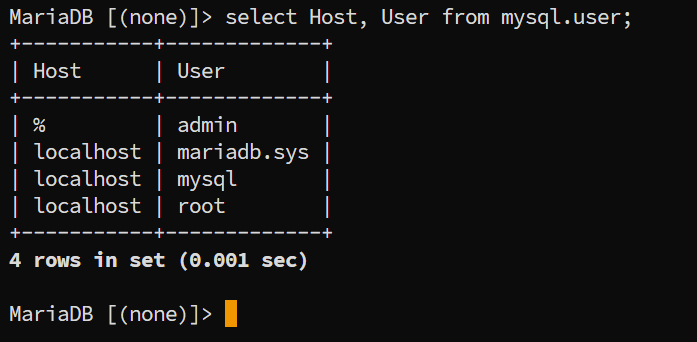 MariaDB [(none)]> select Host, User from mysql.user;
+-----------+-------------+
| Host      | User        |
+-----------+-------------+
| %         | admin       |
| localhost | mariadb.sys |
| localhost | mysql       |
| localhost | root        |
+-----------+-------------+
4 rows in set (0.001 sec)
MariaDB [(none)]>